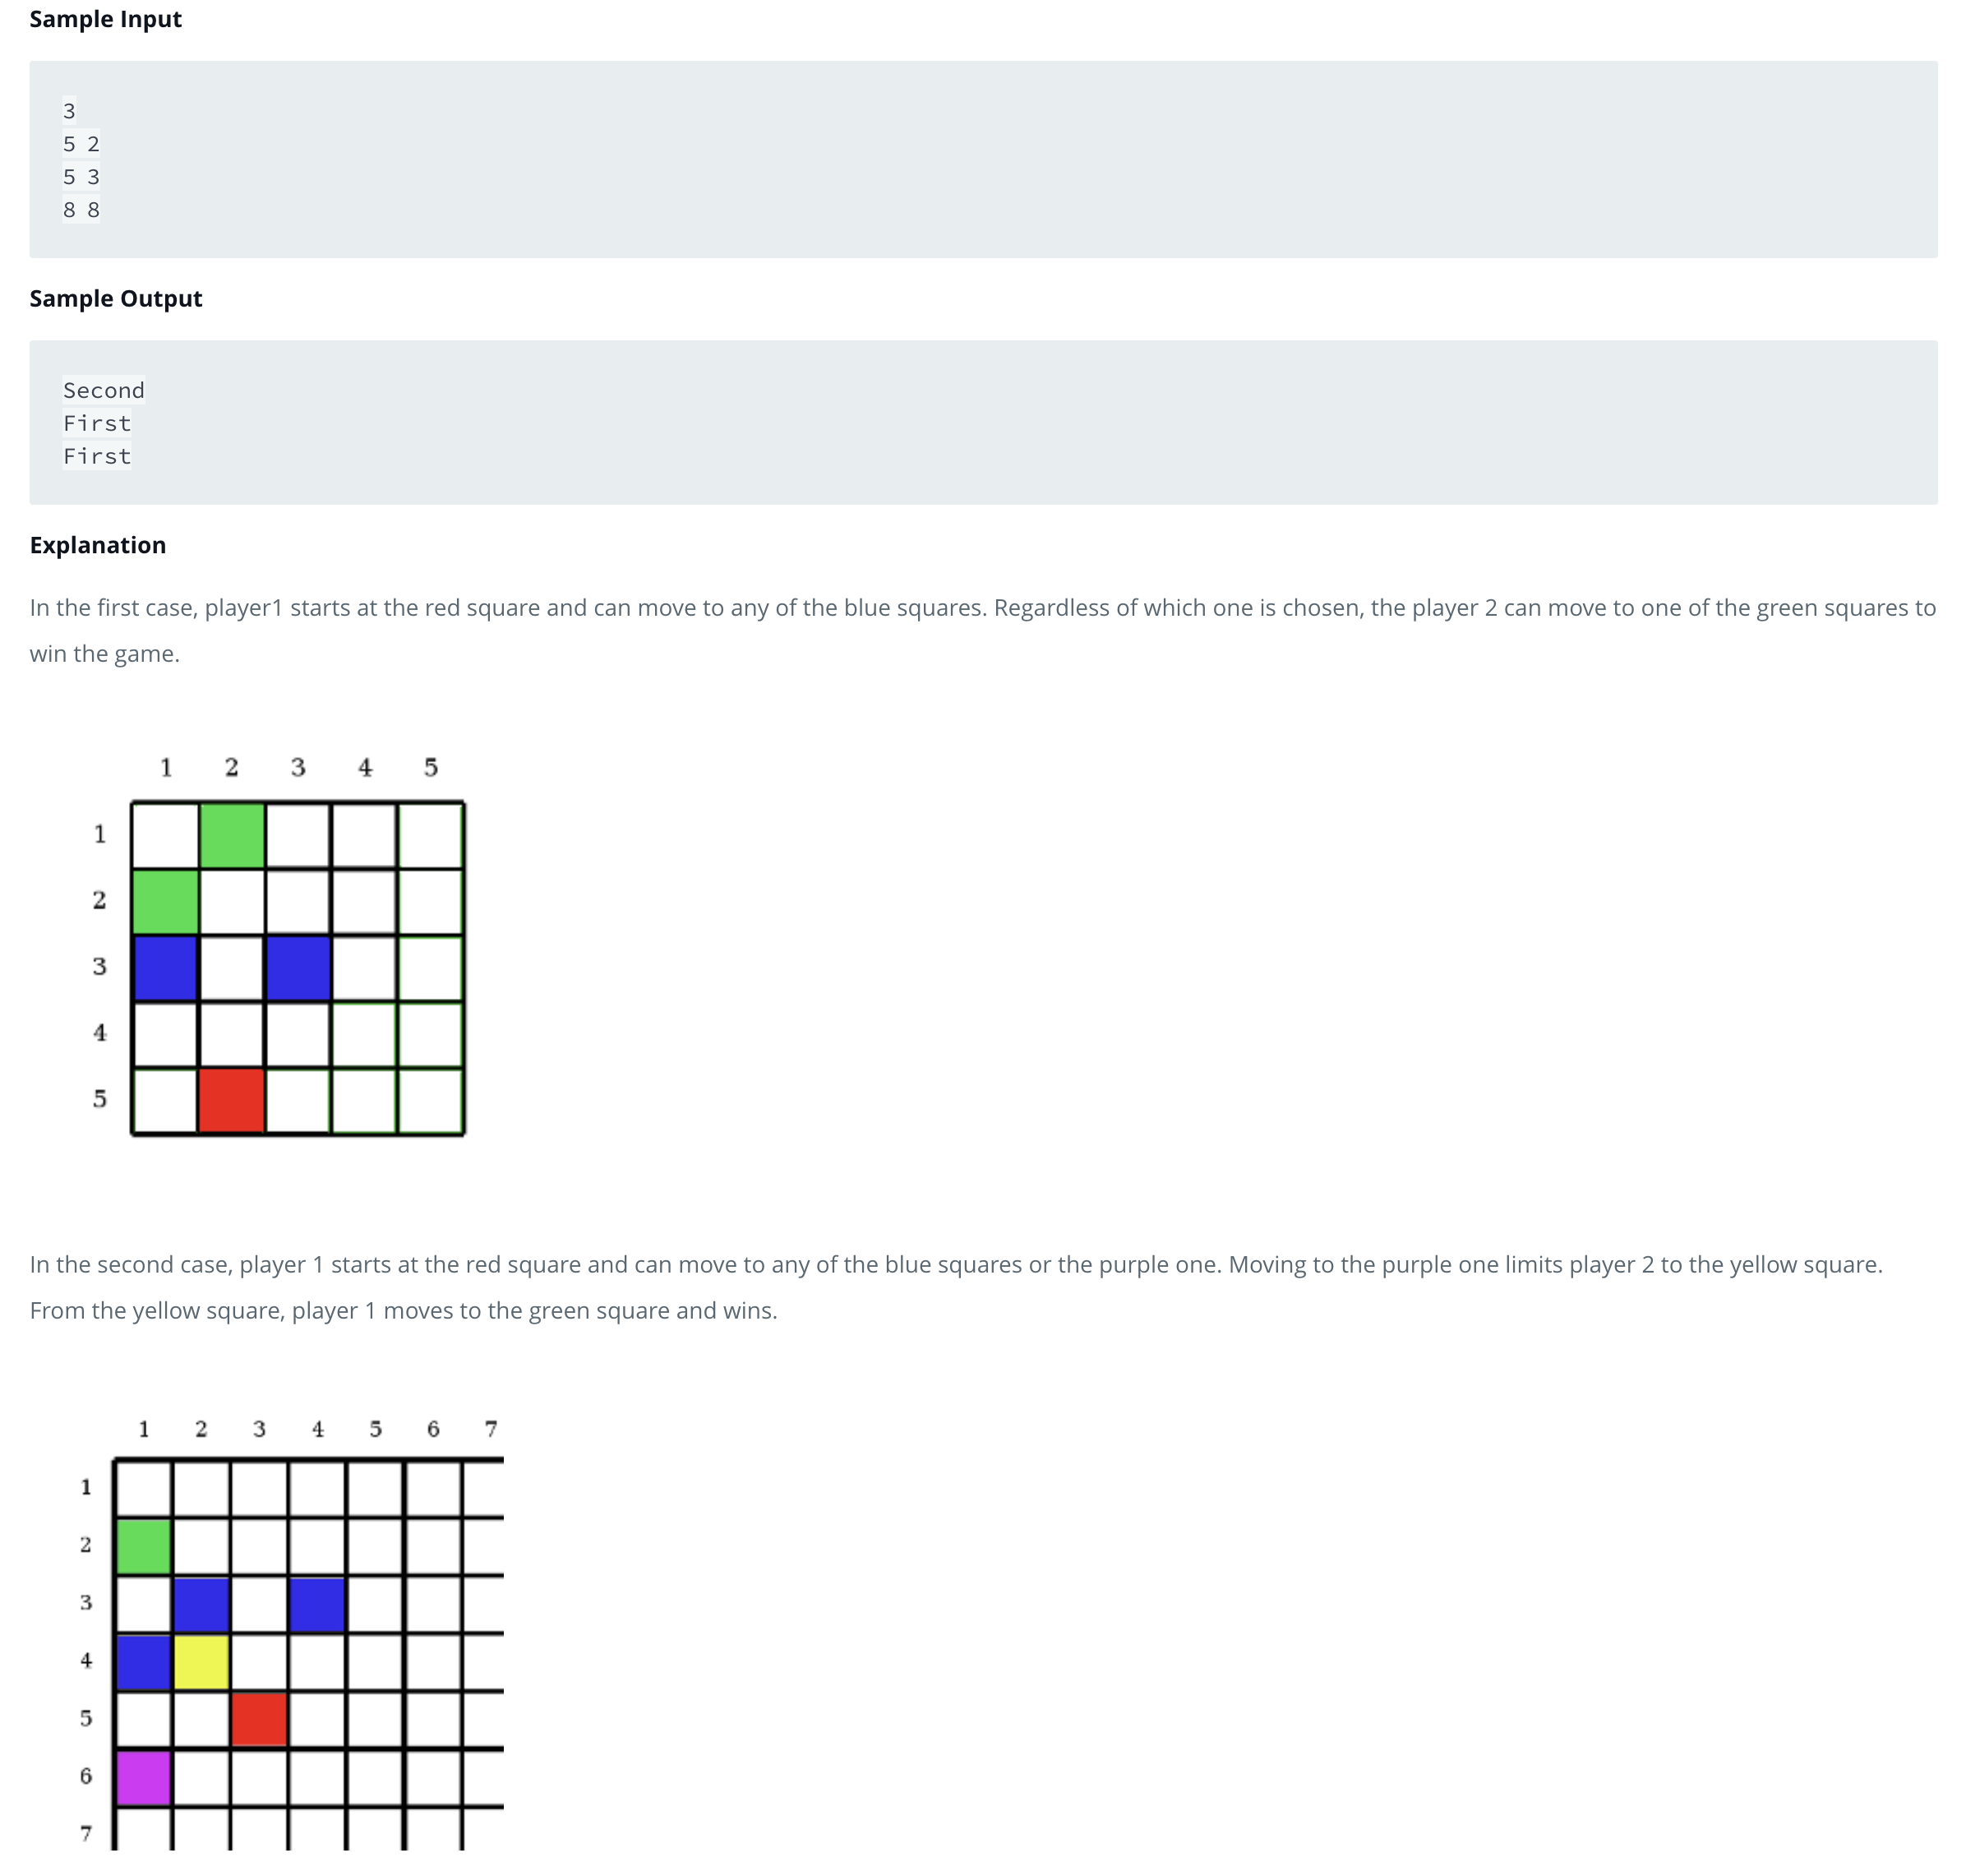 Sample Input
3
5 2
5 3
8 8
Sample Output
Second
First
First
Explanation
In the first case, player1 starts at the red square and can move to any of the blue squares. Regardless of which one is chosen, the player 2 can move to one of the green squares to
win the game.
1 2 3 4 5
1
2
3
4
5
In the second case, player 1 starts at the red square and can move to any of the blue squares or the purple one. Moving to the purple one limits player 2 to the yellow square.
From the yellow square, player 1 moves to the green square and wins.
1 2 3 4 5 6 7
1
2
3
4
5
6
7